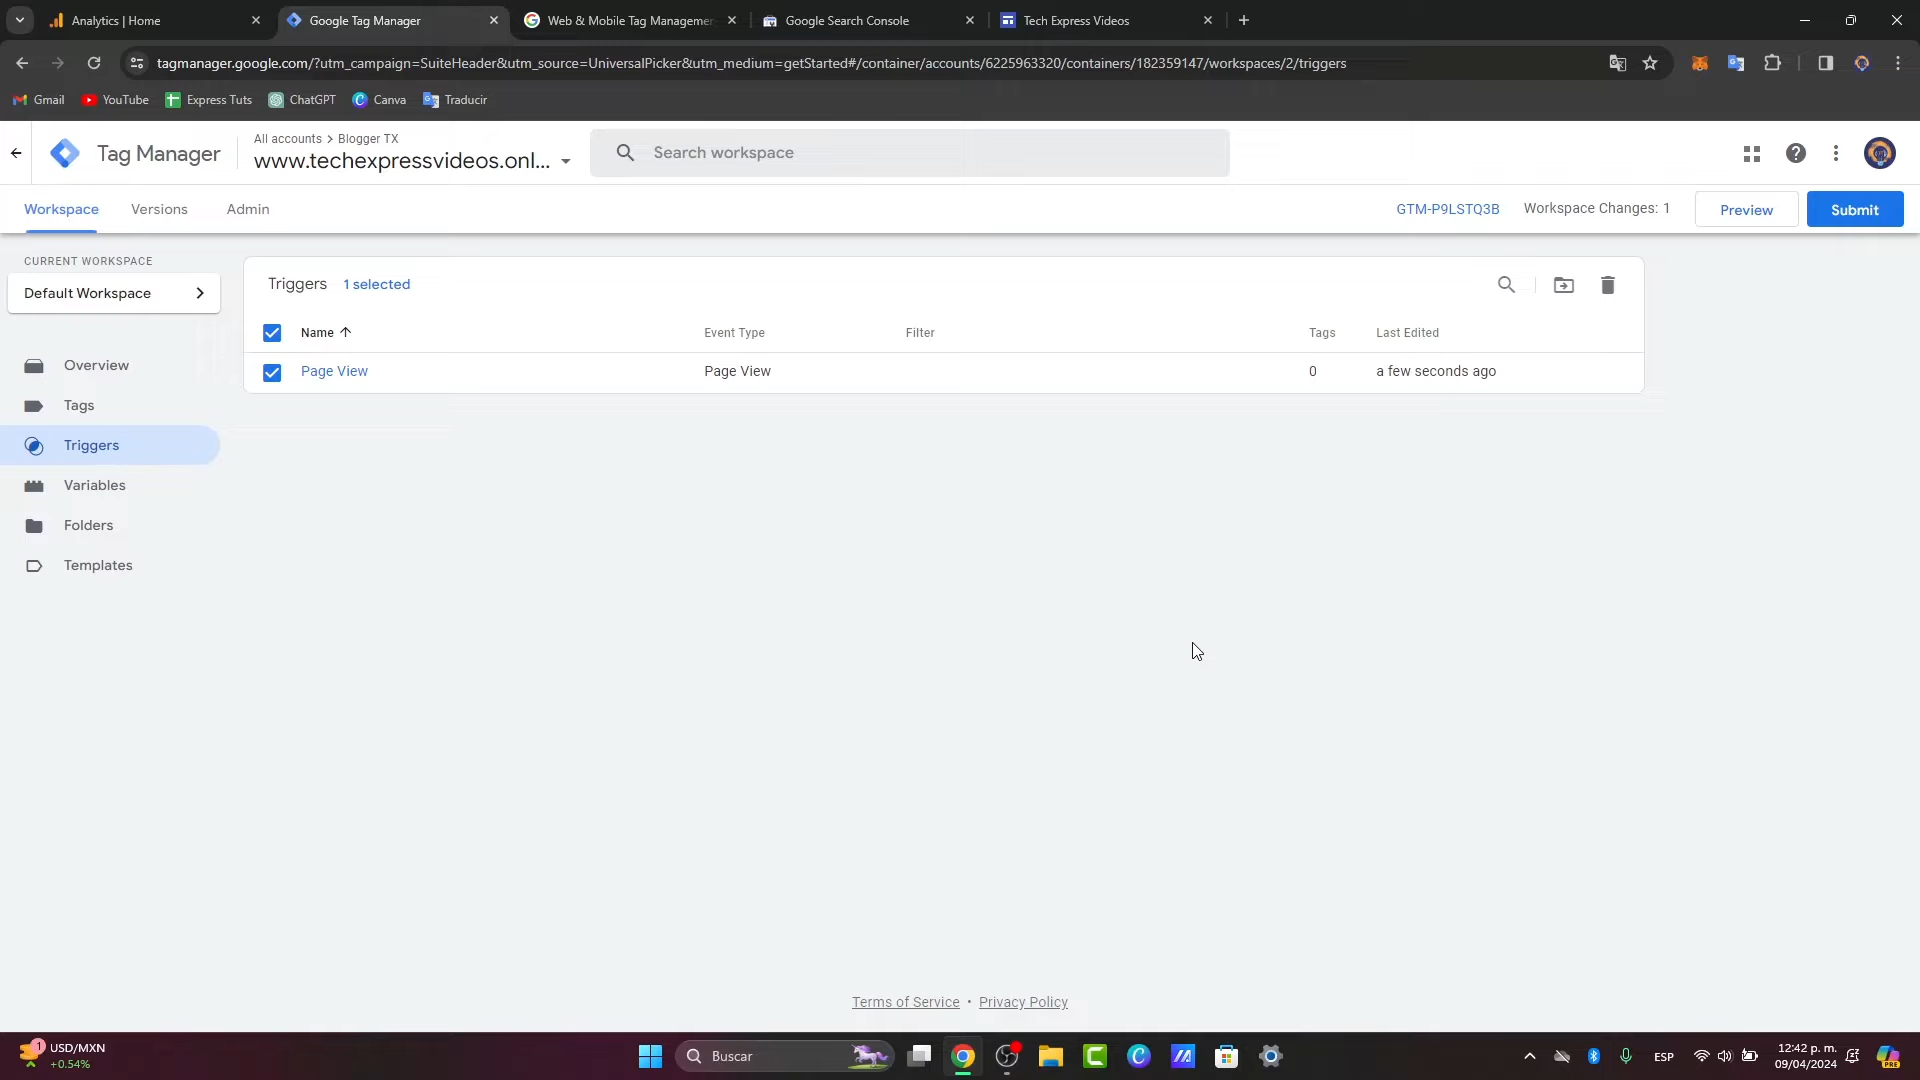 Analytics | Home
Google Tag Manager
Web & Mobile Tag Managemen
Google Search Console
Tech Express Videos
tagmanager.google.com/?utm_campaign=SuiteHeader&utm_source=UniversalPicker&utm_medium=getStarted#/container/accounts/6225963320/containers/182359147/workspaces/2/triggers
Gmail
YouTube
Express Tuts
ChatGPT
Canva
Traducir
All accounts > Blogger TX
Tag Manager
www.techexpressvideos.onl...
Search workspace
Workspace
Versions
Admin
GTM-P9LSTQ3B
Workspace Changes: 1
Preview
Submit
CURRENT WORKSPACE
Default Workspace
Triggers
1 selected
Name
Event Type
Filter
Tags
Last Edited
Page View
Page View
0
a few seconds ago
Overview
Tags
Triggers
Variables
Folders
Templates
Terms of Service • Privacy Policy
1
USD/MXN
+0.54%
Buscar
ESP
12:42 p. m.
09/04/2024
PRE